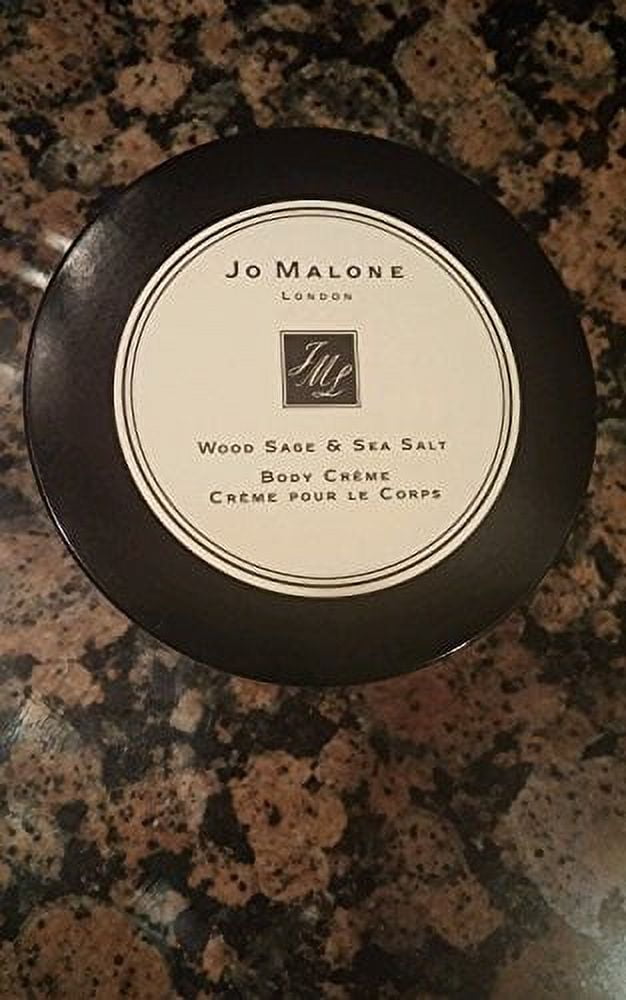 Jo Malone
London
JML
Wood Sage & Sea Salt
Body Crème
Crème pour le Corps